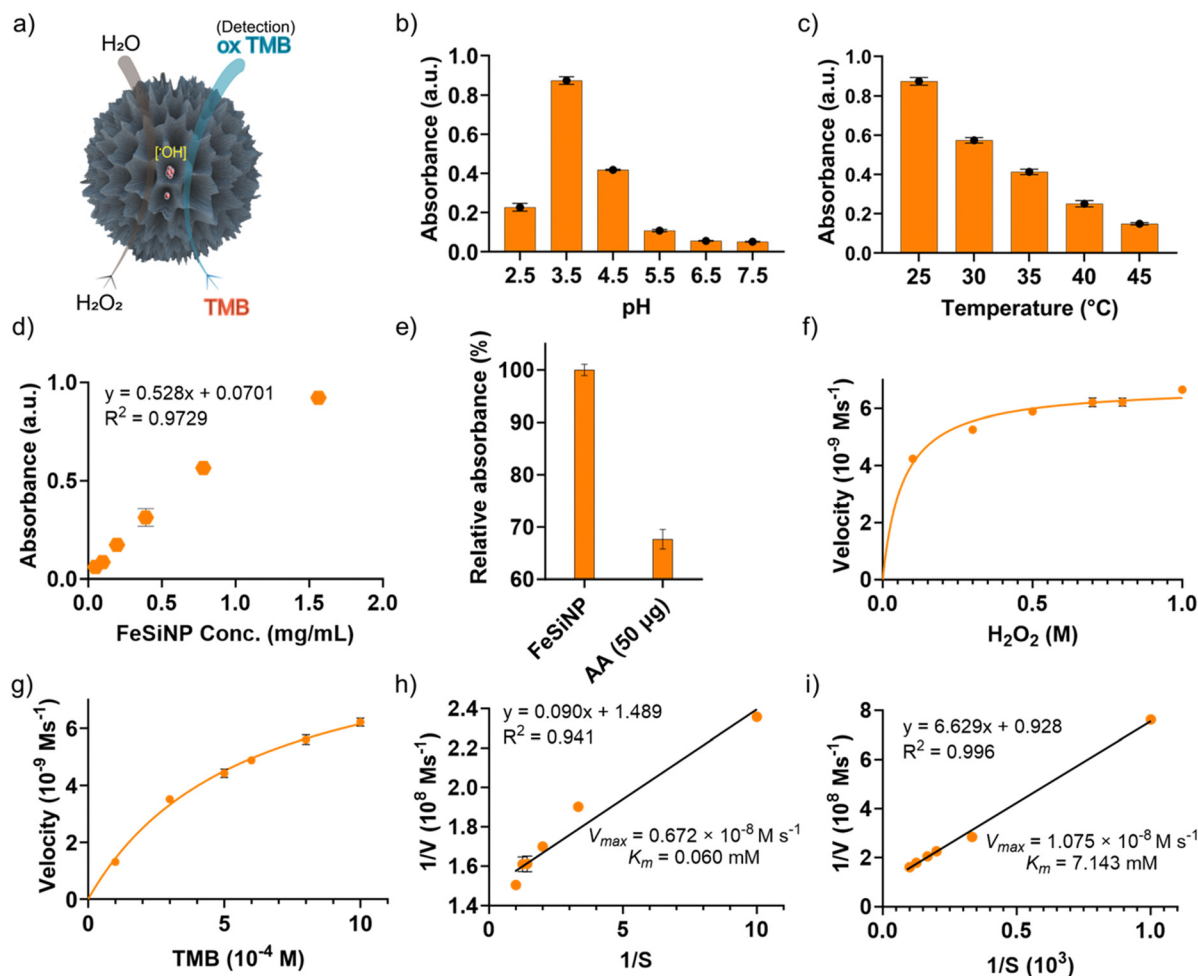 a)
H₂O
(Detection)
ox TMB
[·OH]
H₂O₂
TMB
b)
Absorbance (a.u.)
1.0
0.8
0.6
0.4
0.2
0.0
2.5 3.5 4.5 5.5 6.5 7.5
pH
c)
Absorbance (a.u.)
1.0
0.8
0.6
0.4
0.2
0.0
25 30 35 40 45
Temperature (°C)
d)
Absorbance (a.u.)
y = 0.528x + 0.0701
R² = 0.9729
1.0
0.5
0.0
0.0 0.5 1.0 1.5 2.0
FeSiNP Conc. (mg/mL)
e)
Relative absorbance (%)
100
90
80
70
60
FeSiNP
AA (50 µg)
f)
Velocity (10⁻⁹ Ms⁻¹)
8
6
4
2
0
0.0 0.5 1.0
H₂O₂ (M)
g)
Velocity (10⁻⁹ Ms⁻¹)
6
4
2
0
0 5 10
TMB (10⁻⁴ M)
h)
1/V (10⁸ Ms⁻¹)
y = 0.090x + 1.489
R² = 0.941
2.4
2.2
2.0
1.8
1.6
1.4
Vmax = 0.672 × 10⁻⁸ M s⁻¹
Km = 0.060 mM
0 5 10
1/S
i)
1/V (10⁸ Ms⁻¹)
y = 6.629x + 0.928
R² = 0.996
8
6
4
2
0
Vmax = 1.075 × 10⁻⁸ M s⁻¹
Km = 7.143 mM
0.0 0.5 1.0
1/S (10³)